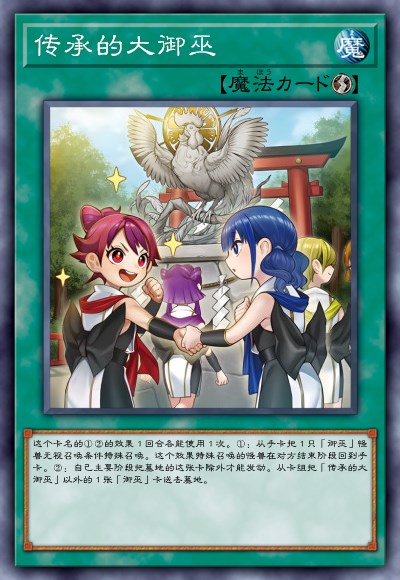 传承的大御巫
魔
【魔法カード】
まほう
这个卡名的①②的效果1回合各能使用1次。①：从手卡把1只「御巫」怪
兽无视召唤条件特殊召唤。这个效果特殊召唤的怪兽在对方结束阶段回到手
卡。②：自己主要阶段把墓地的这张卡除外才能发动。从卡组把「传承的大
御巫」以外的1张「御巫」卡送去墓地。